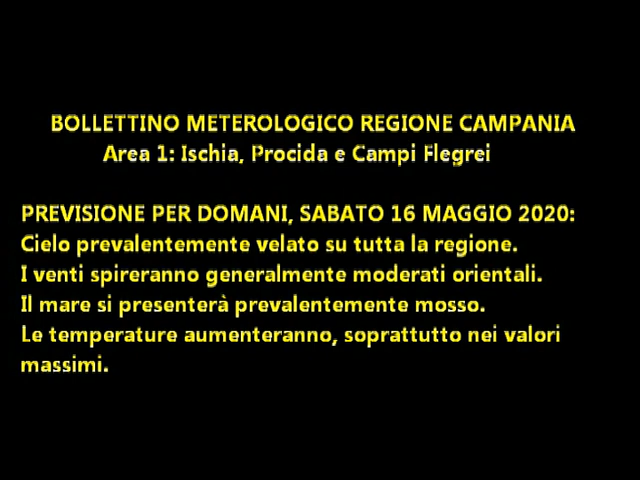 BOLLETTINO METEROLOGICO REGIONE CAMPANIA
Area 1: Ischia, Procida e Campi Flegrei
PREVISIONE PER DOMANI, SABATO 16 MAGGIO 2020:
Cielo prevalentemente velato su tutta la regione.
I venti spireranno generalmente moderati orientali.
Il mare si presenterà prevalentemente mosso.
Le temperature aumenteranno, soprattutto nei valori
massimi.